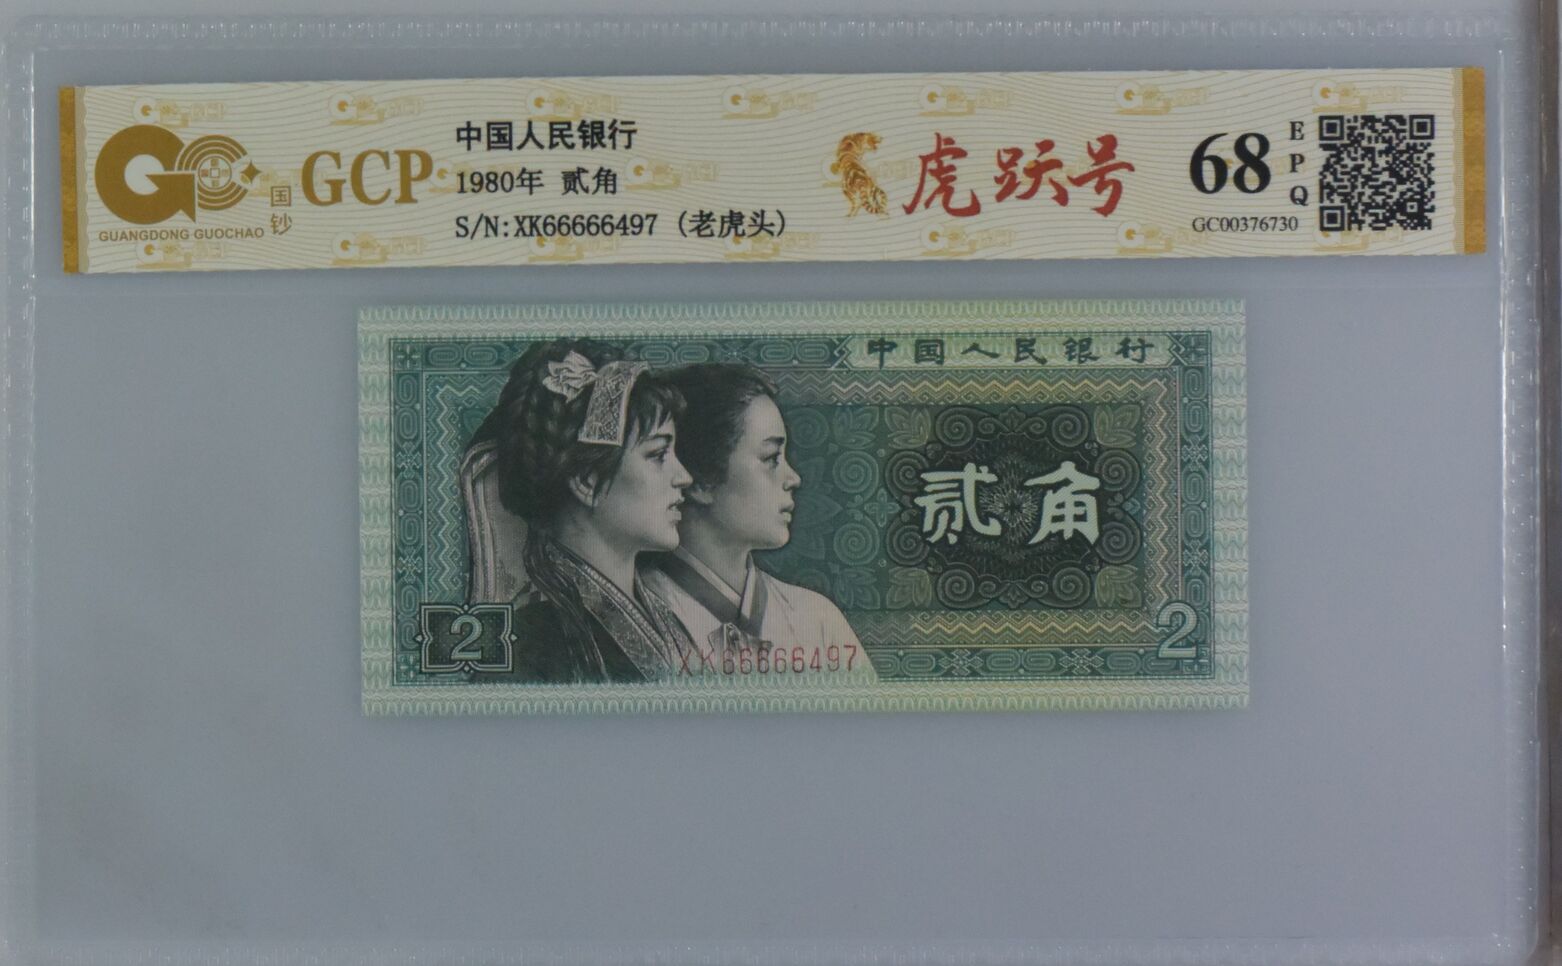 GUANGDONG GUOCHAO
国钞
GCP
中国人民银行
1980年 贰角
S/N:XK66666497 (老虎头)
虎跃号
68
EPQ
GC00376730
中国人民银行
贰角
2
2
XK66666497